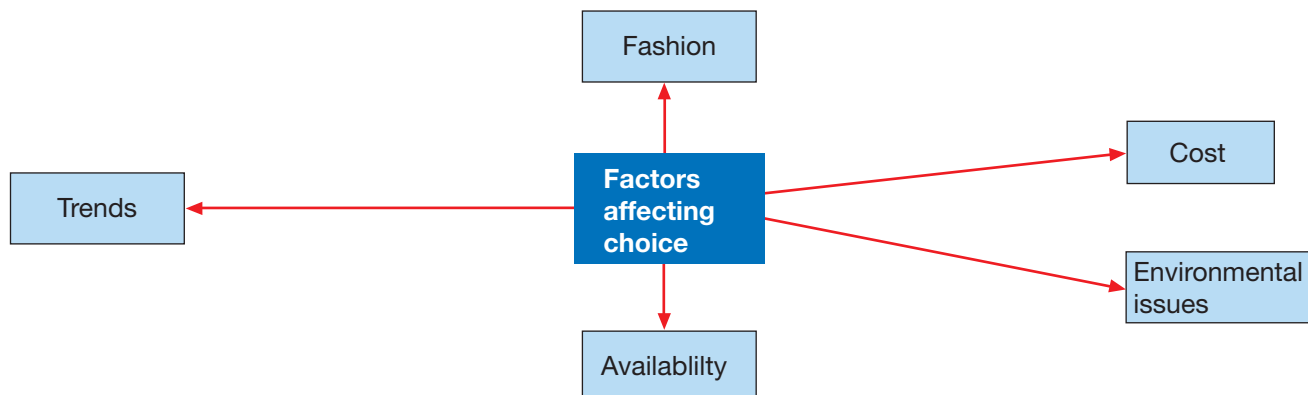 Fashion
Cost
Trends
Factors
affecting
choice
Environmental
issues
Availablilty